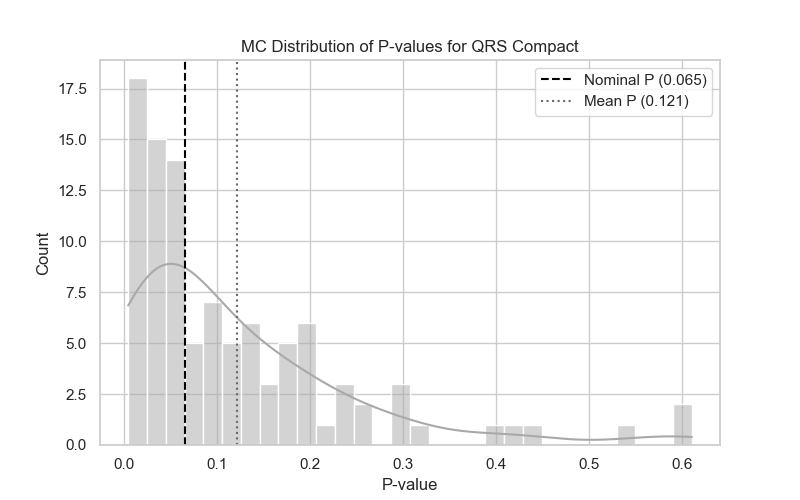 MC Distribution of P-values for QRS Compact
Nominal P (0.065)
Mean P (0.121)
17.5
15.0
12.5
10.0
7.5
5.0
2.5
0.0
Count
0.0 0.1 0.2 0.3 0.4 0.5 0.6
P-value